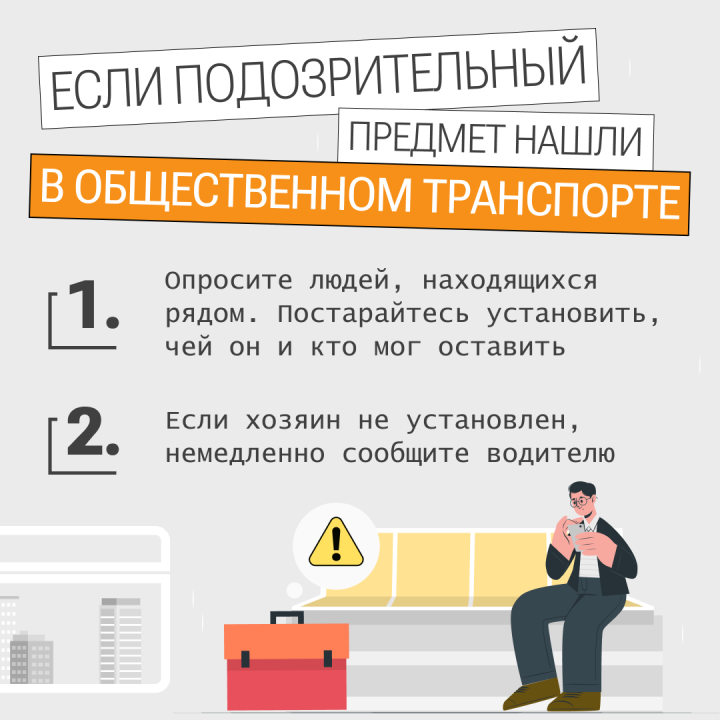 ЕСЛИ ПОДОЗРИТЕЛЬНЫЙ
ПРЕДМЕТ НАШЛИ
В ОБЩЕСТВЕННОМ ТРАНСПОРТЕ
1.
Опросите людей, находящихся
рядом. Постарайтесь установить,
чей он и кто мог оставить
2.
Если хозяин не установлен,
немедленно сообщите водителю
!